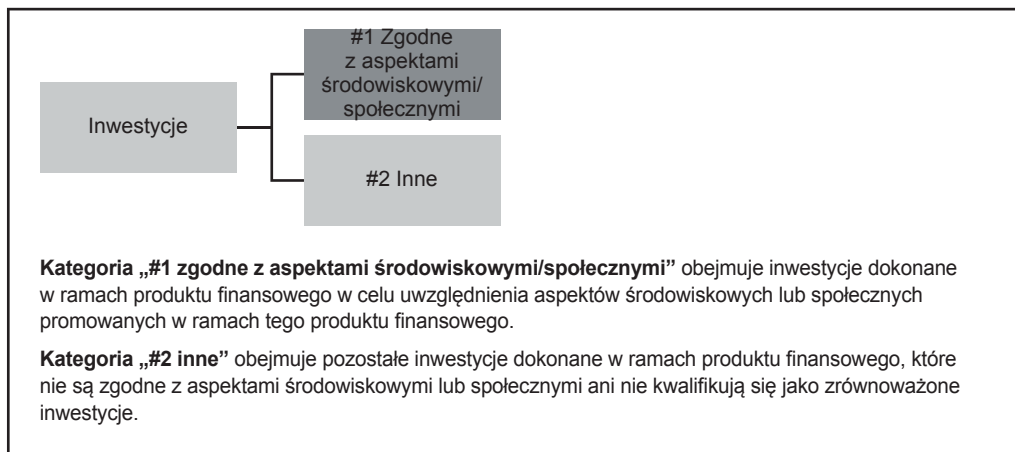 #1 Zgodne
z aspektami
środowiskowymi/
społecznymi
Inwestycje
#2 Inne
Kategoria „#1 zgodne z aspektami środowiskowymi/społecznymi” obejmuje inwestycje dokonane
w ramach produktu finansowego w celu uwzględnienia aspektów środowiskowych lub społecznych
promowanych w ramach tego produktu finansowego.
Kategoria „#2 inne” obejmuje pozostałe inwestycje dokonane w ramach produktu finansowego, które
nie są zgodne z aspektami środowiskowymi lub społecznymi ani nie kwalifikują się jako zrównoważone
inwestycje.